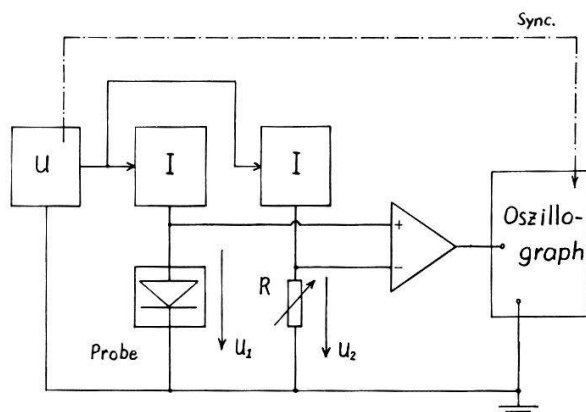 Sync.
U
I
I
Oszillo-
graph
+
-
R
Probe
U1
U2